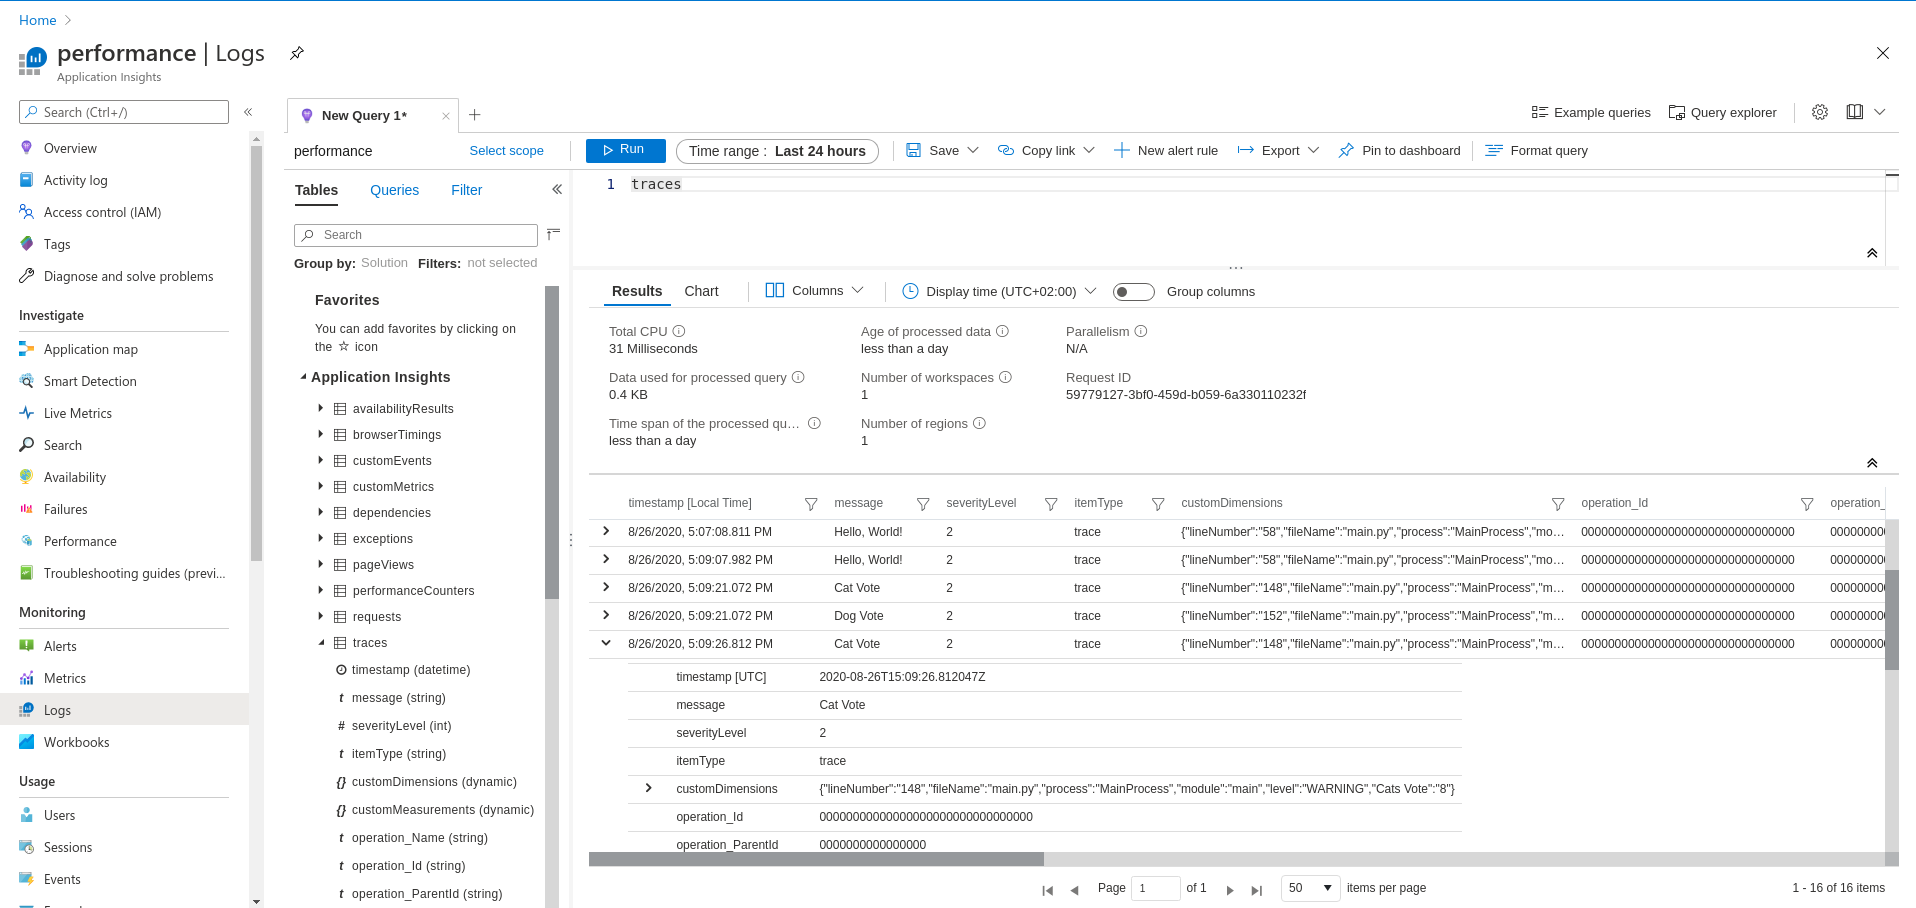 Home
performance | Logs
Application Insights
Search (Ctrl+/)
Overview
Activity log
Access control (IAM)
Tags
Diagnose and solve problems
Investigate
Application map
Smart Detection
Live Metrics
Search
Availability
Failures
Performance
Troubleshooting guides (previ...
Monitoring
Alerts
Metrics
Logs
Workbooks
Usage
Users
Sessions
Events
New Query 1*
Example queries
Query explorer
performance
Select scope
Run
Time range : Last 24 hours
Save
Copy link
New alert rule
Export
Pin to dashboard
Format query
Tables
Queries
Filter
Search
Group by: Solution Filters: not selected
Favorites
You can add favorites by clicking on
the ☆ icon
Application Insights
availabilityResults
browserTimings
customEvents
customMetrics
dependencies
exceptions
pageViews
performanceCounters
requests
traces
timestamp (datetime)
t message (string)
# severityLevel (int)
t itemType (string)
{} customDimensions (dynamic)
{} customMeasurements (dynamic)
t operation_Name (string)
t operation_Id (string)
t operation_ParentId (string)
1 traces
Results
Chart
Columns
Display time (UTC+02:00)
Group columns
Total CPU
31 Milliseconds
Age of processed data
less than a day
Parallelism
N/A
Data used for processed query
0.4 KB
Number of workspaces
1
Request ID
59779127-3bf0-459d-b059-6a330110232f
Time span of the processed qu...
less than a day
Number of regions
1
timestamp [Local Time] message severityLevel itemType customDimensions operation_Id operation_
8/26/2020, 5:07:08.811 PM Hello, World! 2 trace {"lineNumber":"58","fileName":"main.py","process":"MainProcess","mo... 00000000000000000000000000000000 00000000
8/26/2020, 5:09:07.982 PM Hello, World! 2 trace {"lineNumber":"58","fileName":"main.py","process":"MainProcess","mo... 00000000000000000000000000000000 00000000
8/26/2020, 5:09:21.072 PM Cat Vote 2 trace {"lineNumber":"148","fileName":"main.py","process":"MainProcess","m... 00000000000000000000000000000000 00000000
8/26/2020, 5:09:21.072 PM Dog Vote 2 trace {"lineNumber":"152","fileName":"main.py","process":"MainProcess","m... 00000000000000000000000000000000 00000000
8/26/2020, 5:09:26.812 PM Cat Vote 2 trace {"lineNumber":"148","fileName":"main.py","process":"MainProcess","m... 00000000000000000000000000000000 00000000
timestamp [UTC] 2020-08-26T15:09:26.812047Z
message Cat Vote
severityLevel 2
itemType trace
customDimensions {"lineNumber":"148","fileName":"main.py","process":"MainProcess","module":"main","level":"WARNING","Cats Vote":"8"}
operation_Id 00000000000000000000000000000000
operation_ParentId 0000000000000000
Page 1 of 1
50 items per page
1 - 16 of 16 items